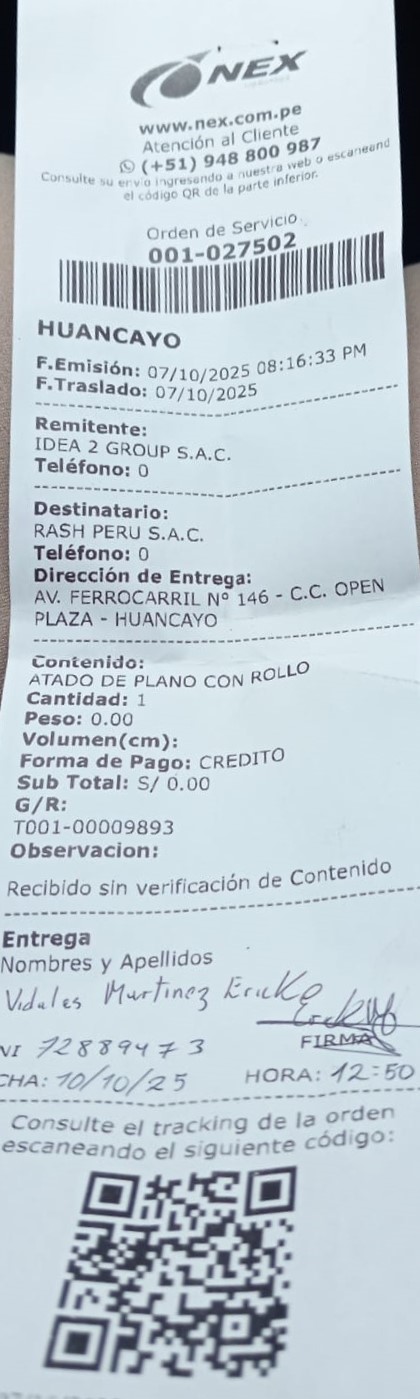 NEX
www.nex.com.pe
Atención al Cliente
(+51) 948 800 987
Consulte su envío ingresando a nuestra web o escaneand
el código QR de la parte inferior.
Orden de Servicio
001-027502
HUANCAYO
F.Emisión: 07/10/2025 08:16:33 PM
F.Traslado: 07/10/2025
Remitente:
IDEA 2 GROUP S.A.C.
Teléfono: 0
Destinatario:
RASH PERU S.A.C.
Teléfono: 0
Dirección de Entrega:
AV. FERROCARRIL Nº 146 - C.C. OPEN
PLAZA - HUANCAYO
Contenido:
ATADO DE PLANO CON ROLLO
Cantidad: 1
Peso: 0.00
Volumen(cm):
Forma de Pago: CREDITO
Sub Total: S/ 0.00
G/R:
T001-00009893
Observacion:
Recibido sin verificación de Contenido
Entrega
Nombres y Apellidos
Vidales Martinez Ericke
NI 72889473 FIRMA
CHA: 10/10/25 HORA: 12:50
Consulte el tracking de la orden
escaneando el siguiente código: